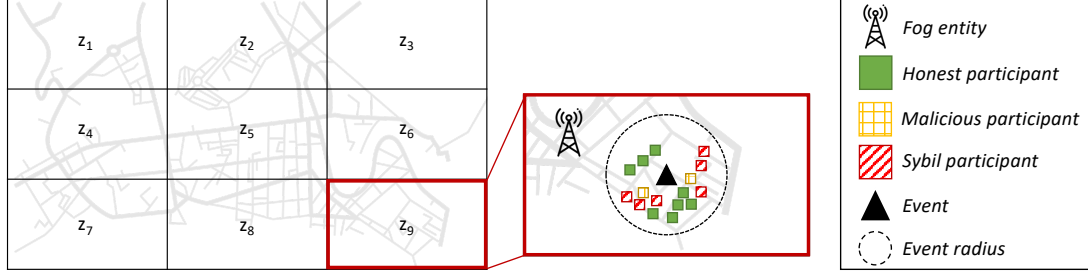 z1
z2
z3
z4
z5
z6
z7
z8
z9
Fog entity
Honest participant
Malicious participant
Sybil participant
Event
Event radius